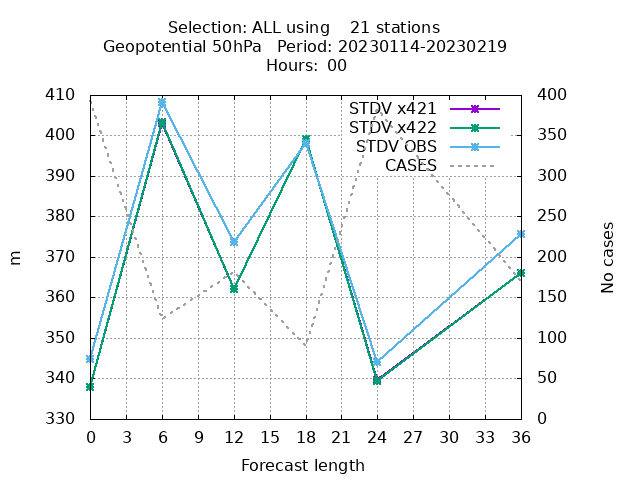 Selection: ALL using    21 stations
Geopotential 50hPa   Period: 20230114-20230219
Hours:  00
410 400
STDV x421
400 350
STDV x422
STDV OBS
CASES
390 300
380 250
m
370 200
No cases
360 150
350 100
340 50
330 0
0 3 6 9 12 15 18 21 24 27 30 33 36
Forecast length